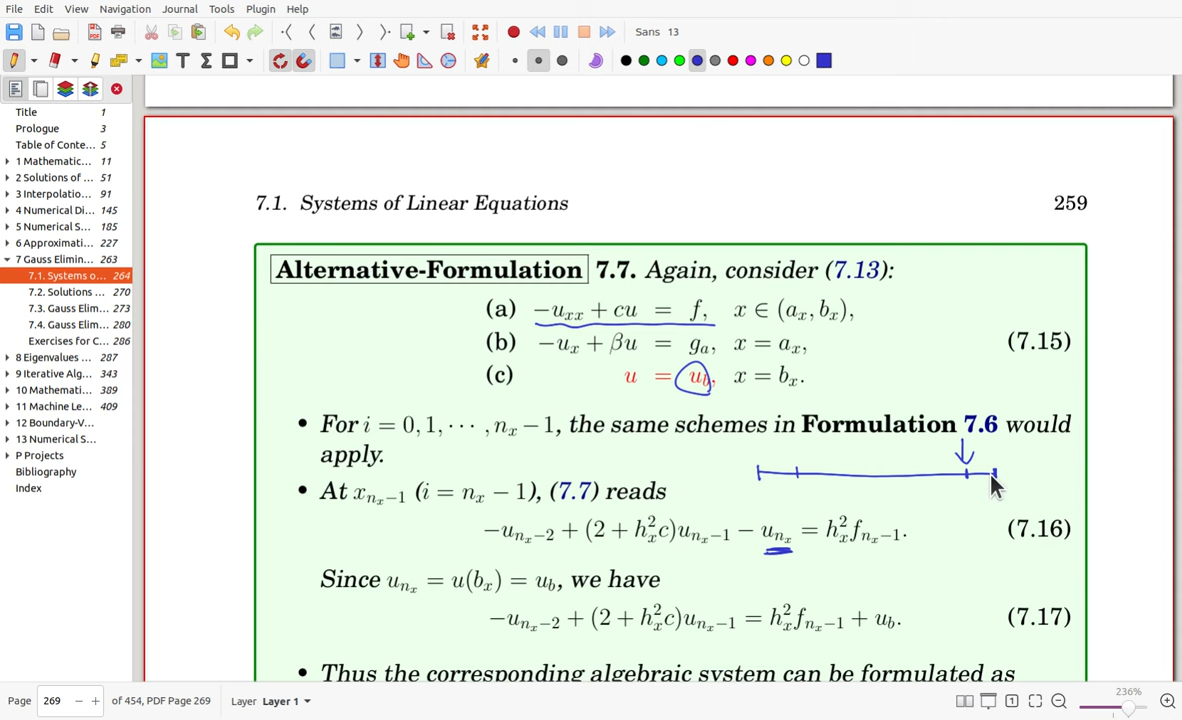 File Edit View Navigation Journal Tools Plugin Help
Sans 13
Title 1
Prologue 3
Table of Conte... 5
1 Mathematic... 11
2 Solutions of ... 51
3 Interpolatio... 91
4 Numerical Di... 145
5 Numerical S... 185
6 Approximati... 227
7 Gauss Elimin... 263
7.1. Systems o... 264
7.2. Solutions ... 270
7.3. Gauss Elim... 273
7.4. Gauss Elim... 280
Exercises for C... 286
8 Eigenvalues ... 287
9 Iterative Alg... 343
10 Mathemati... 389
11 Machine Le... 409
12 Boundary-V...
13 Numerical S...
P Projects
Bibliography
Index
7.1. Systems of Linear Equations 259
Alternative-Formulation 7.7. Again, consider (7.13):
(a) −u_{xx} + cu = f, x ∈ (a_x, b_x),
(b) −u_x + βu = g_a, x = a_x, (7.15)
(c) u = u_b, x = b_x.
• For i = 0, 1, ⋯ , n_x − 1, the same schemes in Formulation 7.6 would
apply.
• At x_{n_x−1} (i = n_x − 1), (7.7) reads
−u_{n_x−2} + (2 + h_x^2 c)u_{n_x−1} − u_{n_x} = h_x^2 f_{n_x−1}. (7.16)
Since u_{n_x} = u(b_x) = u_b, we have
−u_{n_x−2} + (2 + h_x^2 c)u_{n_x−1} = h_x^2 f_{n_x−1} + u_b. (7.17)
• Thus the corresponding algebraic system can be formulated as
Page 269 − + of 454, PDF Page 269 Layer Layer 1 236%